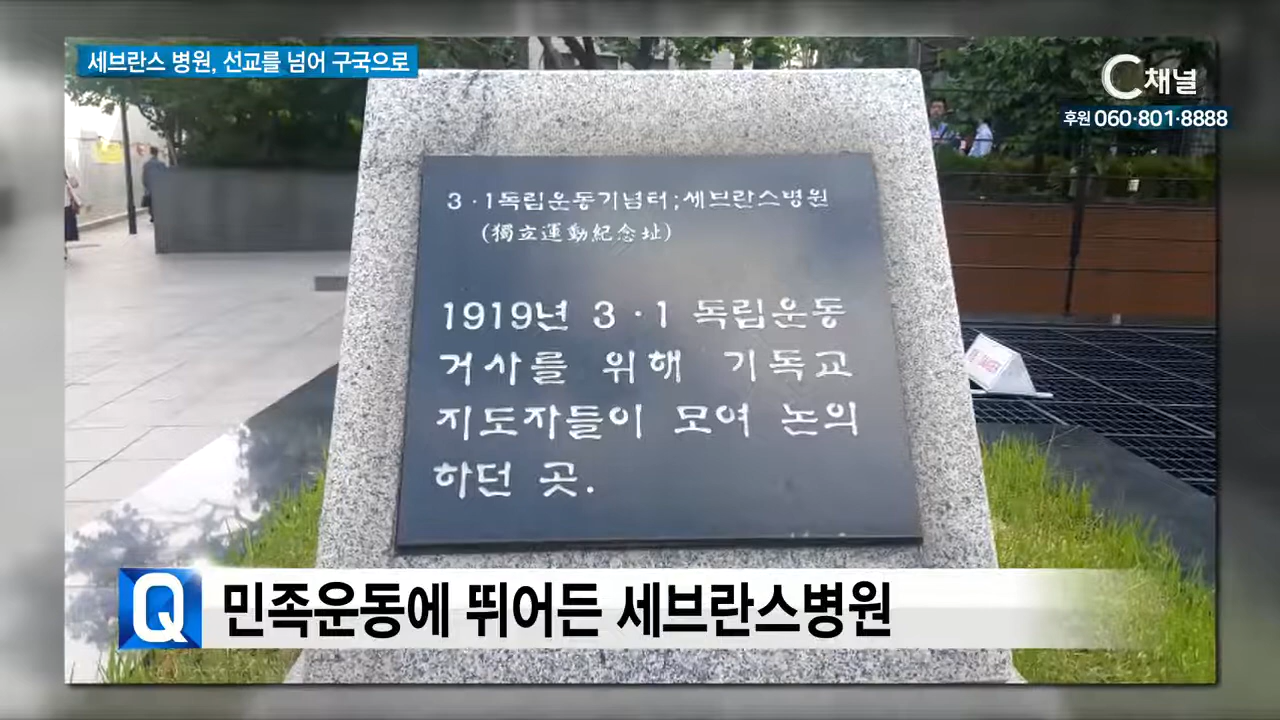 세브란스 병원, 선교를 넘어 구국으로
C채널
후원 060·801·8888
3·1독립운동기념터;세브란스병원
(獨立運動紀念址)
1919년 3·1 독립운동
거사를 위해 기독교
지도자들이 모여 논의
하던 곳.
Q 민족운동에 뛰어든 세브란스병원